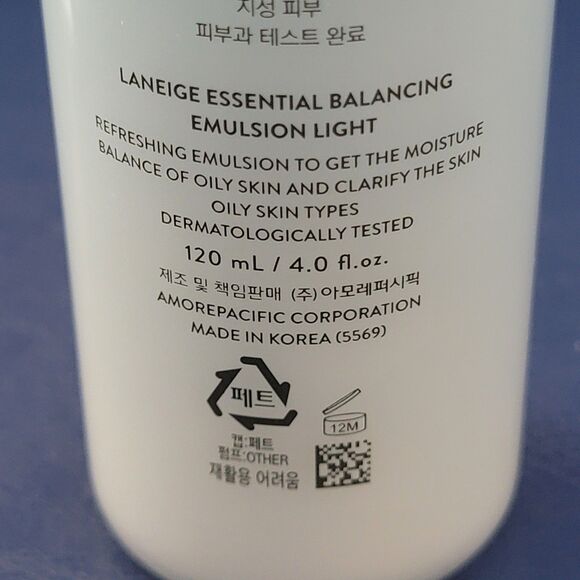 지성 피부
피부과 테스트 완료
LANEIGE ESSENTIAL BALANCING
EMULSION LIGHT
REFRESHING EMULSION TO GET THE MOISTURE
BALANCE OF OILY SKIN AND CLARIFY THE SKIN
OILY SKIN TYPES
DERMATOLOGICALLY TESTED
120 mL / 4.0 fl.oz.
제조 및 책임판매 (주)아모레퍼시픽
AMOREPACIFIC CORPORATION
MADE IN KOREA (5569)
페트
12M
캡:페트
펌프:OTHER
재활용 어려움